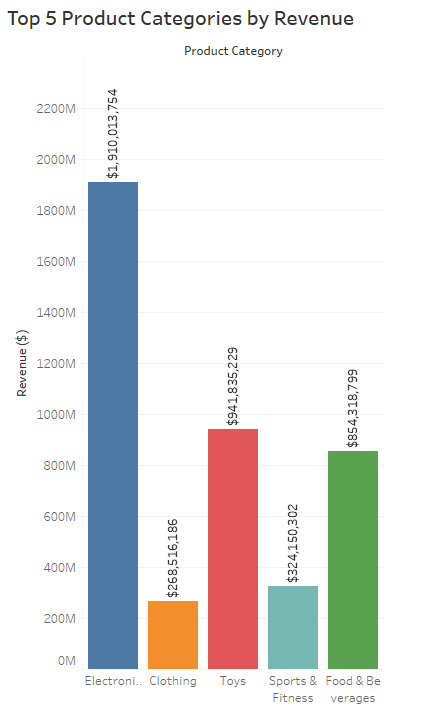 Top 5 Product Categories by Revenue
Product Category
Revenue ($)
2200M
2000M
1800M
1600M
1400M
1200M
1000M
800M
600M
400M
200M
0M
$1,910,013,754
$268,516,186
$941,835,229
$324,150,302
$854,318,799
Electroni..
Clothing
Toys
Sports &
Fitness
Food & Be
verages